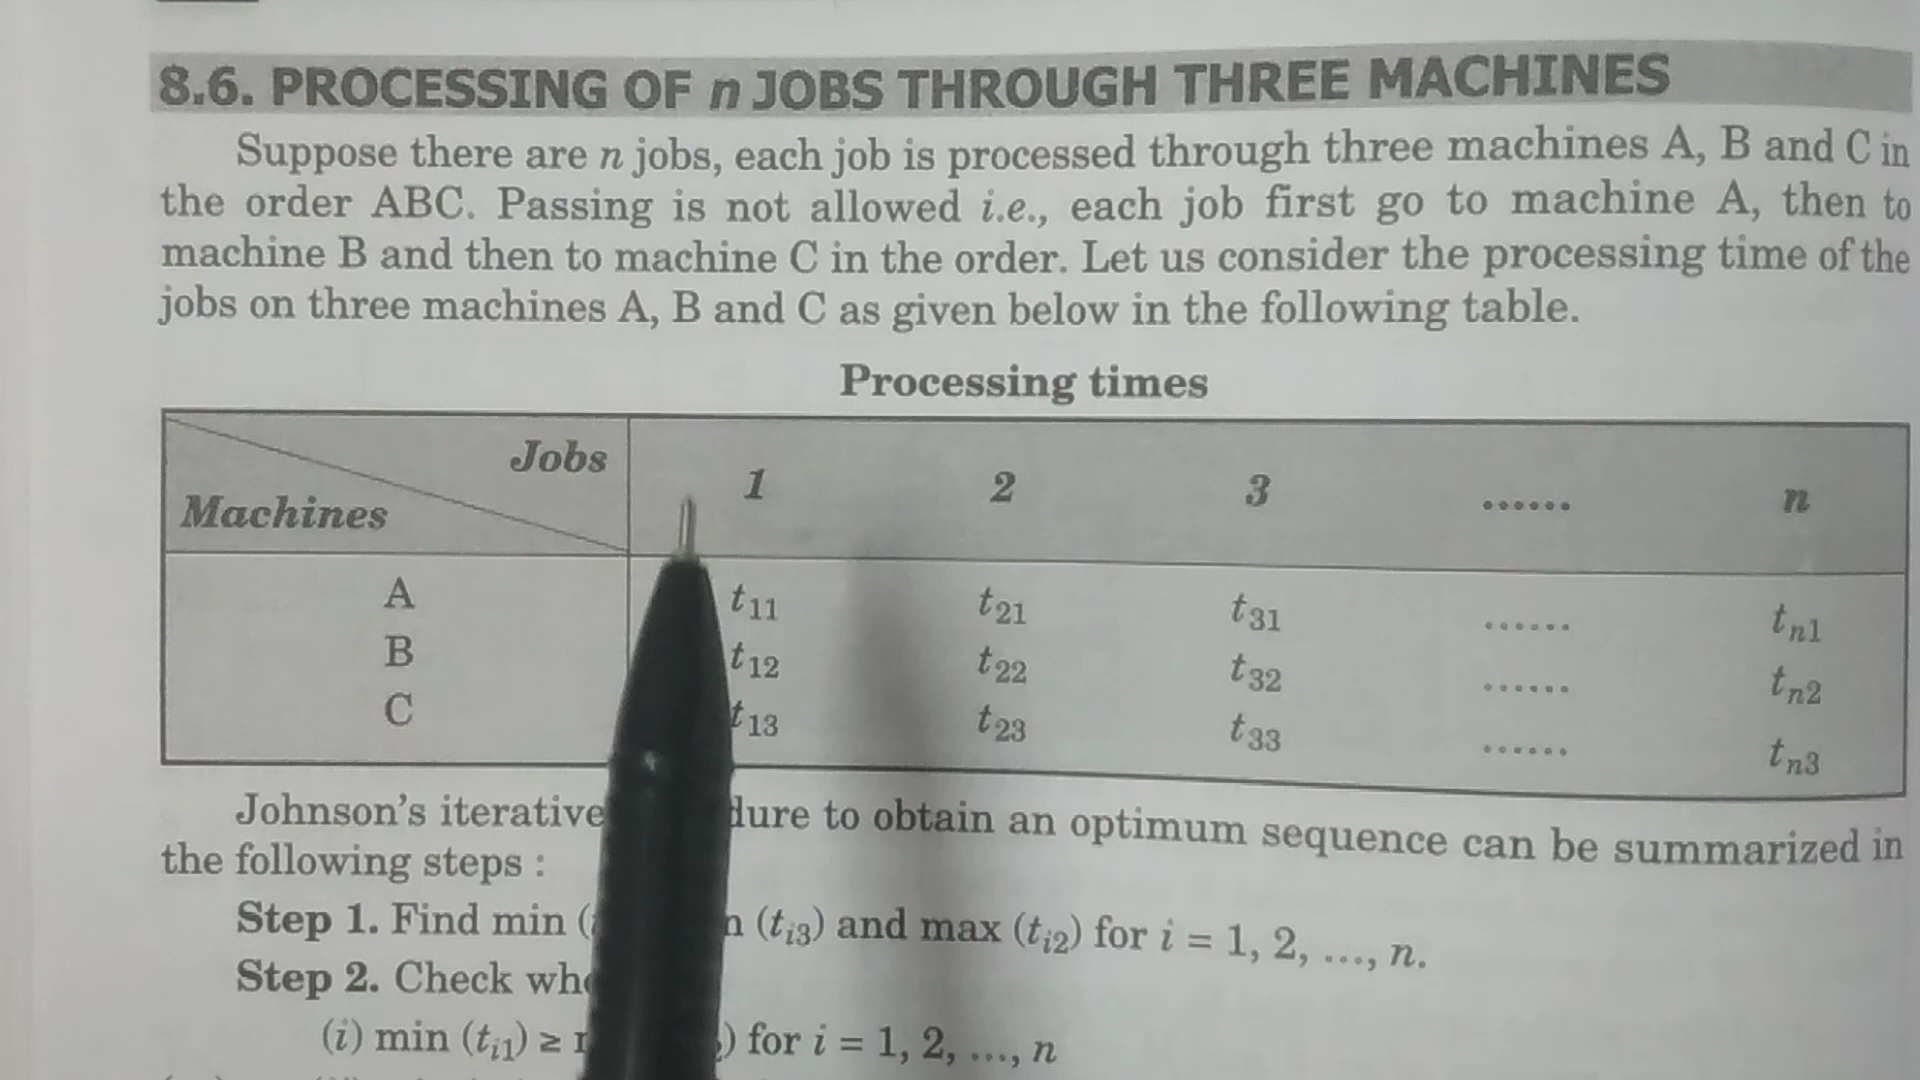 8.6. PROCESSING OF n JOBS THROUGH THREE MACHINES
Suppose there are n jobs, each job is processed through three machines A, B and C in
the order ABC. Passing is not allowed i.e., each job first go to machine A, then to
machine B and then to machine C in the order. Let us consider the processing time of the
jobs on three machines A, B and C as given below in the following table.
Processing times
Jobs
Machines 1 2 3 ...... n
A t11 t21 t31 ...... tn1
B t12 t22 t32 ...... tn2
C t13 t23 t33 ...... tn3
Johnson's iterative dure to obtain an optimum sequence can be summarized in
the following steps :
Step 1. Find min ( (ti3) and max (ti2) for i = 1, 2, ..., n.
Step 2. Check
(i) min (ti1) ≥ ) for i = 1, 2, ..., n